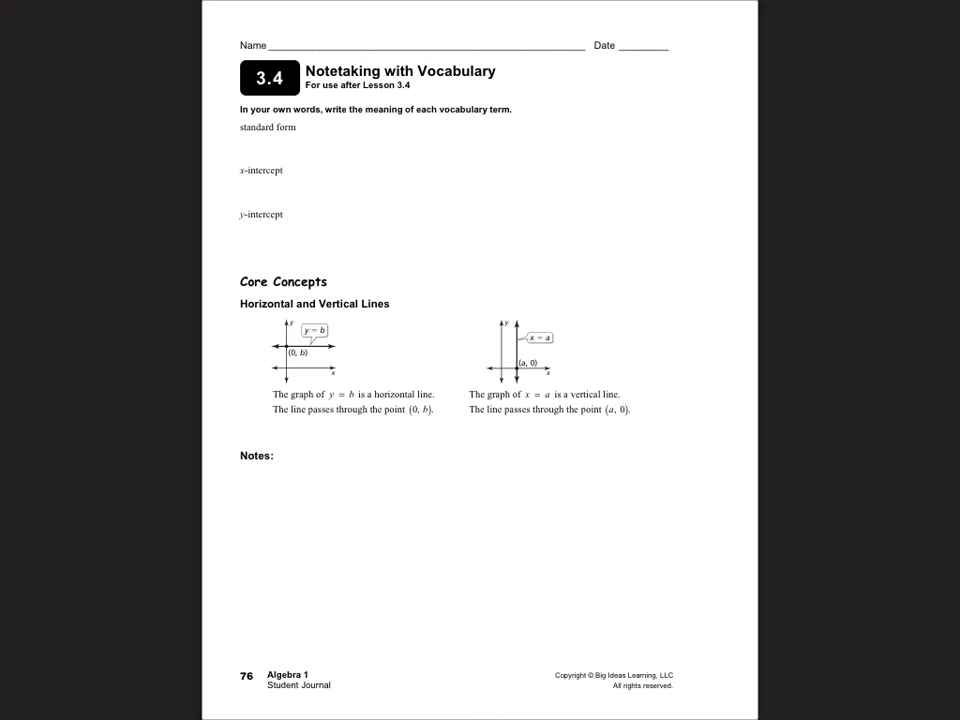 Name ______________________________ Date __________
3.4
Notetaking with Vocabulary
For use after Lesson 3.4
In your own words, write the meaning of each vocabulary term.
standard form
x-intercept
y-intercept
Core Concepts
Horizontal and Vertical Lines
y
y = b
(0, b)
x
The graph of y = b is a horizontal line.
The line passes through the point (0, b).
y
x = a
(a, 0)
x
The graph of x = a is a vertical line.
The line passes through the point (a, 0).
Notes:
76
Algebra 1
Student Journal
Copyright © Big Ideas Learning, LLC
All rights reserved.